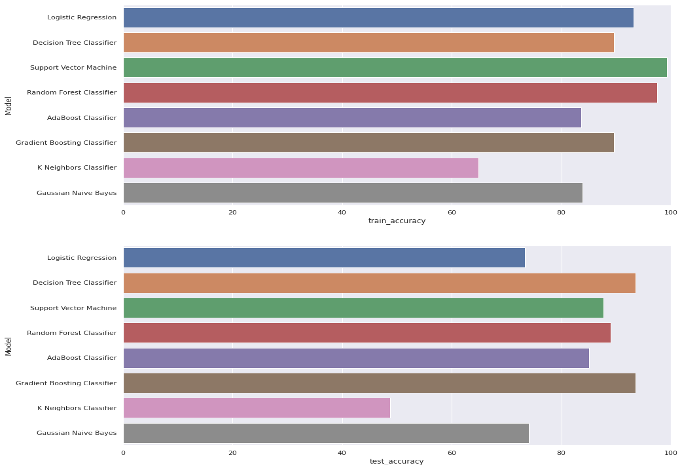 Logistic Regression
Decision Tree Classifier
Support Vector Machine
Random Forest Classifier
AdaBoost Classifier
Gradient Boosting Classifier
K Neighbors Classifier
Gaussian Naive Bayes
Model
0 20 40 60 80 100
train_accuracy
Logistic Regression
Decision Tree Classifier
Support Vector Machine
Random Forest Classifier
AdaBoost Classifier
Gradient Boosting Classifier
K Neighbors Classifier
Gaussian Naive Bayes
Model
0 20 40 60 80 100
test_accuracy